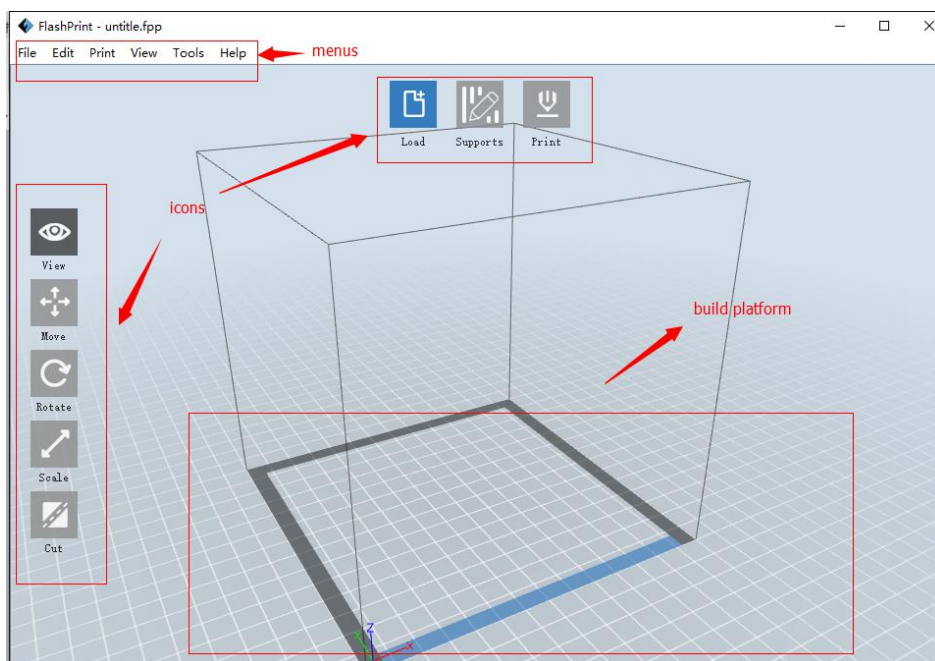 FlashPrint - untitle.fpp
File Edit Print View Tools Help
menus
Load Supports Print
icons
View
Move
build platform
Rotate
Scale
Cut
Z
X